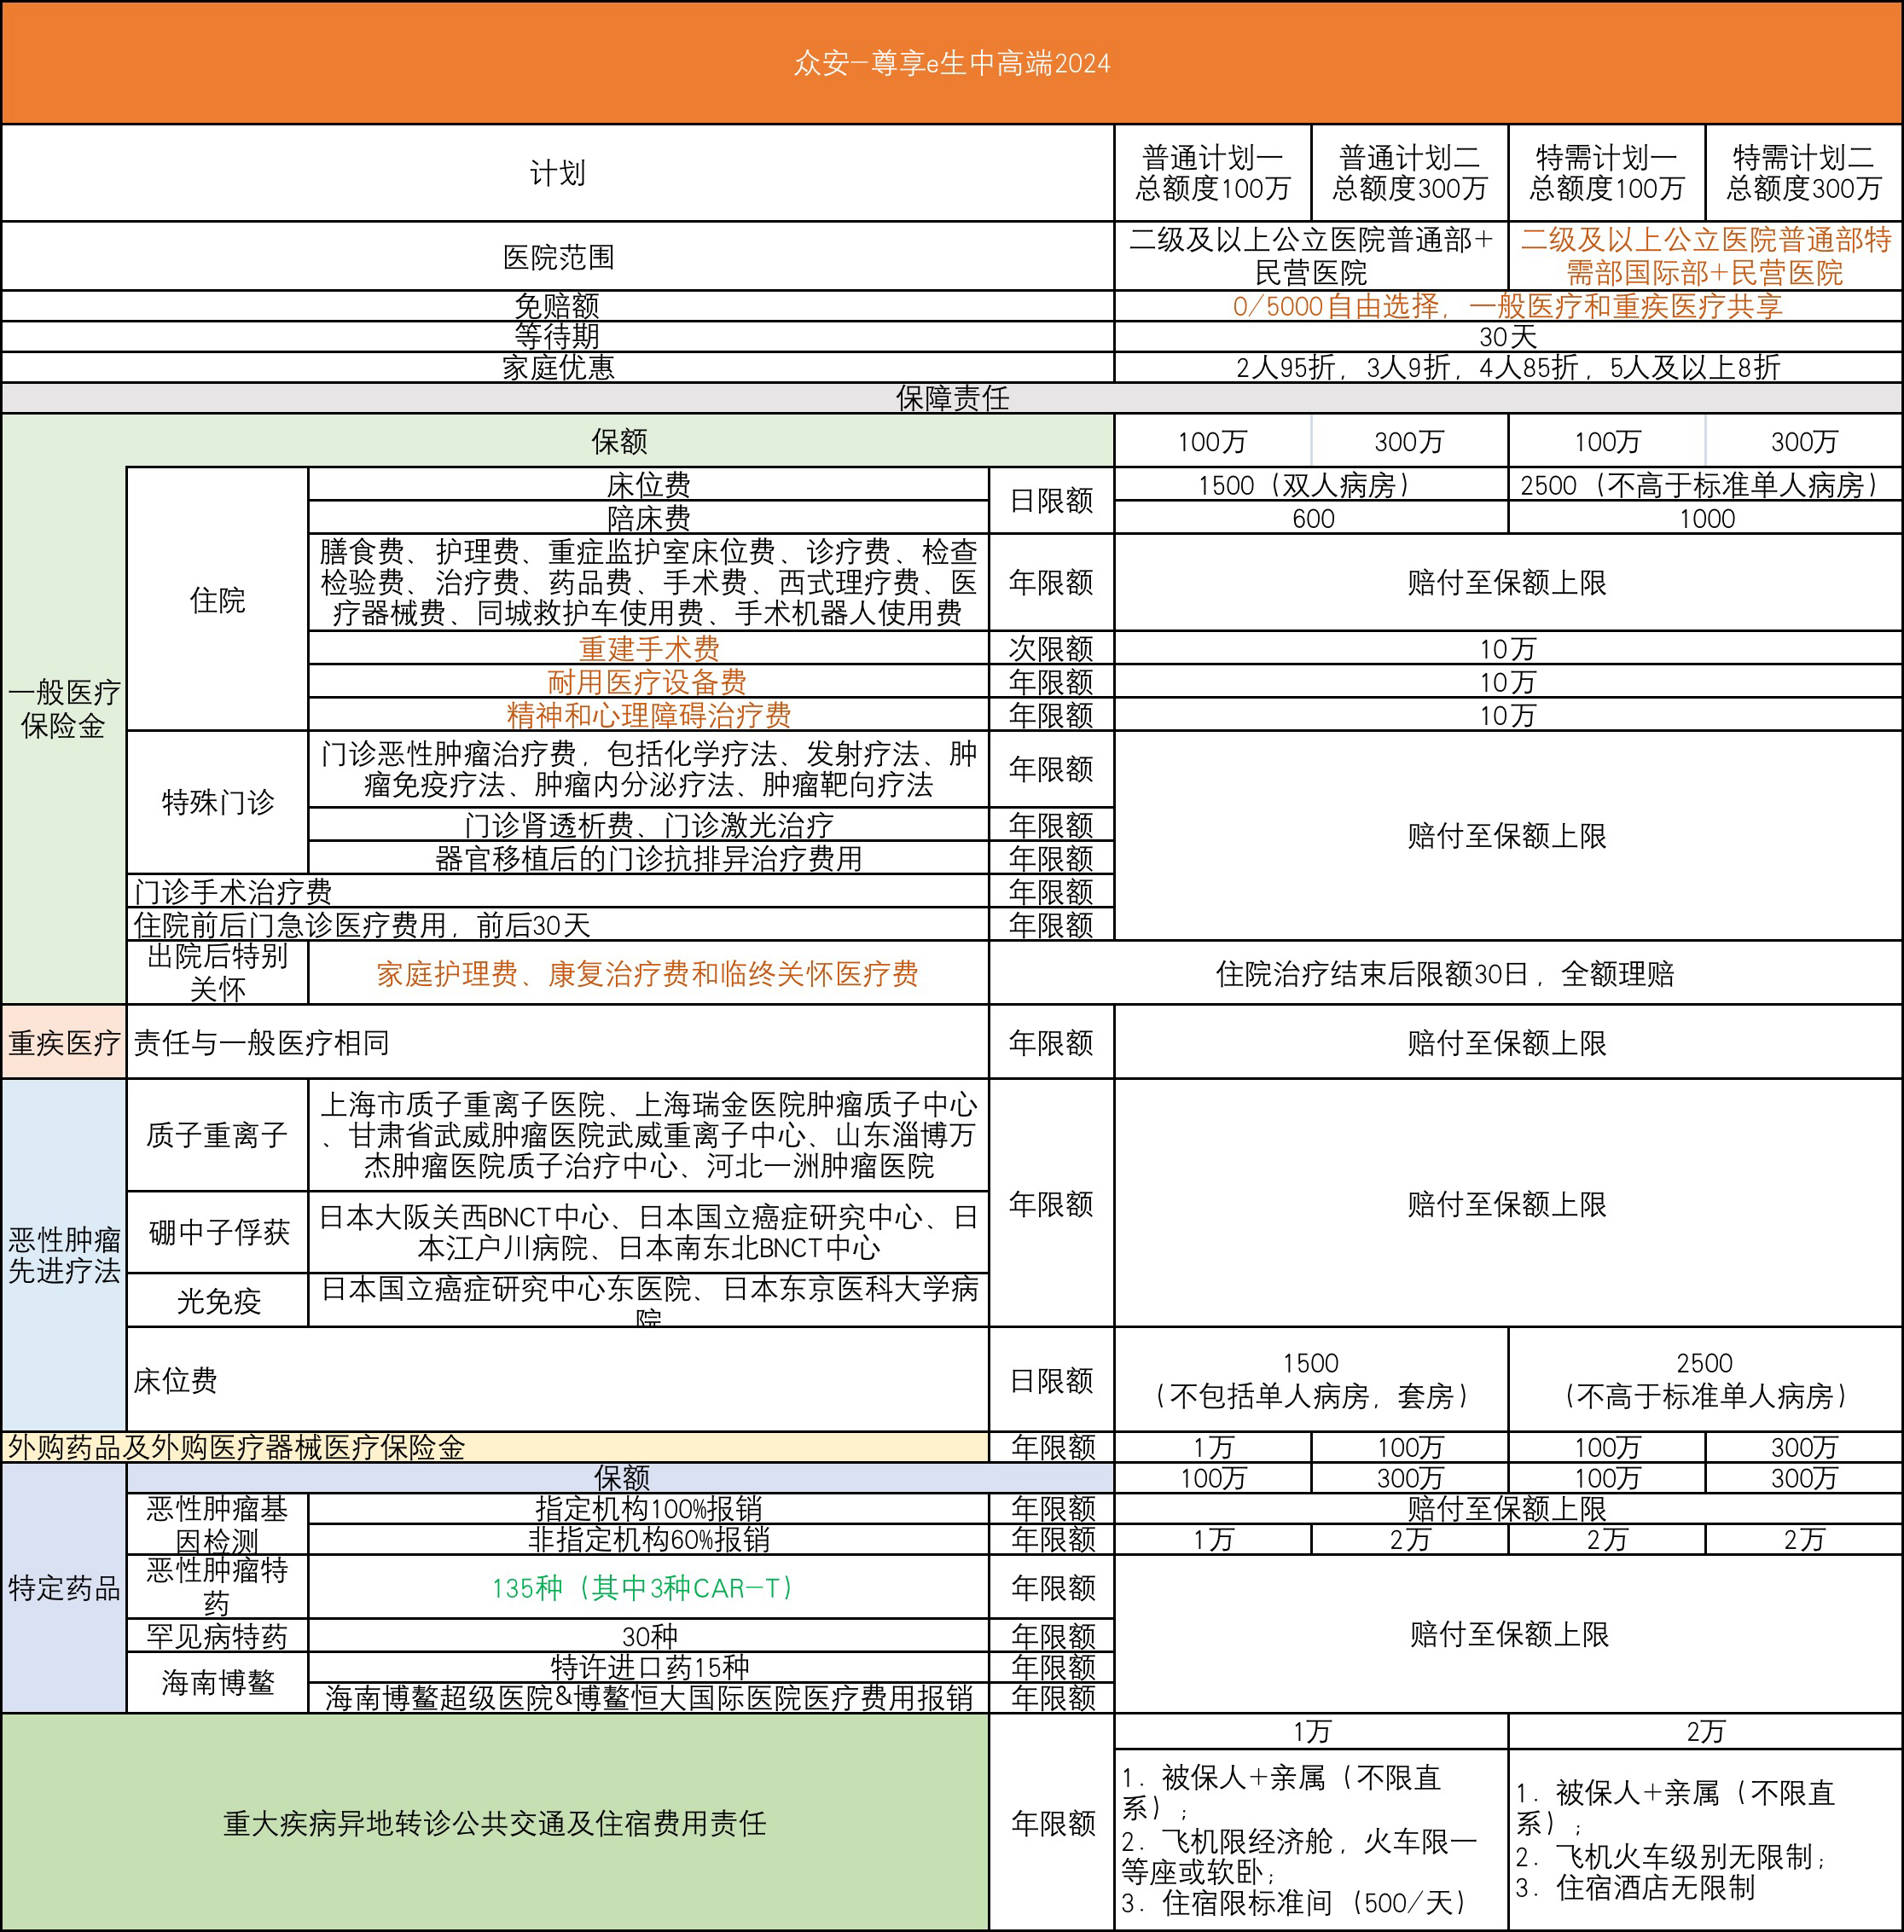 众安-尊享e生中高端2024
计划
普通计划一
总额度100万
普通计划二
总额度300万
特需计划一
总额度100万
特需计划二
总额度300万
医院范围
二级及以上公立医院普通部+
民营医院
二级及以上公立医院普通部特
需部国际部+民营医院
免赔额
0/5000自由选择，一般医疗和重疾医疗共享
等待期
30天
家庭优惠
2人95折，3人9折，4人85折，5人及以上8折
保障责任
一般医疗
保险金
保额
100万
300万
100万
300万
住院
床位费
日限额
1500（双人病房）
2500（不高于标准单人病房）
陪床费
600
1000
膳食费、护理费、重症监护室床位费、诊疗费、检查
检验费、治疗费、药品费、手术费、西式理疗费、医
疗器械费、同城救护车使用费、手术机器人使用费
年限额
赔付至保额上限
重建手术费
次限额
10万
耐用医疗设备费
年限额
10万
精神和心理障碍治疗费
年限额
10万
特殊门诊
门诊恶性肿瘤治疗费，包括化学疗法、发射疗法、肿
瘤免疫疗法、肿瘤内分泌疗法、肿瘤靶向疗法
年限额
赔付至保额上限
门诊肾透析费、门诊激光治疗
年限额
器官移植后的门诊抗排异治疗费用
年限额
门诊手术治疗费
年限额
住院前后门急诊医疗费用，前后30天
年限额
出院后特别
关怀
家庭护理费、康复治疗费和临终关怀医疗费
住院治疗结束后限额30日，全额理赔
重疾医疗
责任与一般医疗相同
年限额
赔付至保额上限
恶性肿瘤
先进疗法
质子重离子
上海市质子重离子医院、上海瑞金医院肿瘤质子中心
、甘肃省武威肿瘤医院武威重离子中心、山东淄博万
杰肿瘤医院质子治疗中心、河北一洲肿瘤医院
年限额
赔付至保额上限
硼中子俘获
日本大阪关西BNCT中心、日本国立癌症研究中心、日
本江户川病院、日本南东北BNCT中心
光免疫
日本国立癌症研究中心东医院、日本东京医科大学病
院
床位费
日限额
1500
（不包括单人病房，套房）
2500
（不高于标准单人病房）
外购药品及外购医疗器械医疗保险金
年限额
1万
100万
100万
300万
特定药品
保额
100万
300万
100万
300万
恶性肿瘤基
因检测
指定机构100%报销
年限额
赔付至保额上限
非指定机构60%报销
年限额
1万
2万
2万
2万
恶性肿瘤特
药
135种（其中3种CAR-T）
年限额
赔付至保额上限
罕见病特药
30种
年限额
海南博鳌
特许进口药15种
年限额
海南博鳌超级医院&博鳌恒大国际医院医疗费用报销
年限额
重大疾病异地转诊公共交通及住宿费用责任
年限额
1万
2万
1. 被保人+亲属（不限直
系）；
2. 飞机限经济舱，火车限一
等座或软卧；
3. 住宿限标准间（500/天）
1. 被保人+亲属（不限直
系）；
2. 飞机火车级别无限制；
3. 住宿酒店无限制